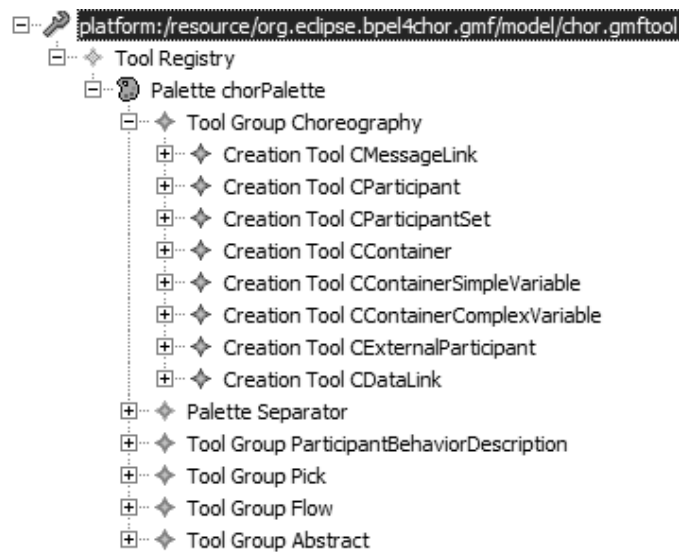 platform:/resource/org.eclipse.bpel4chor.gmf/model/chor.gmftool
Tool Registry
Palette chorPalette
Tool Group Choreography
Creation Tool CMessageLink
Creation Tool CParticipant
Creation Tool CParticipantSet
Creation Tool CContainer
Creation Tool CContainerSimpleVariable
Creation Tool CContainerComplexVariable
Creation Tool CExternalParticipant
Creation Tool CDataLink
Palette Separator
Tool Group ParticipantBehaviorDescription
Tool Group Pick
Tool Group Flow
Tool Group Abstract